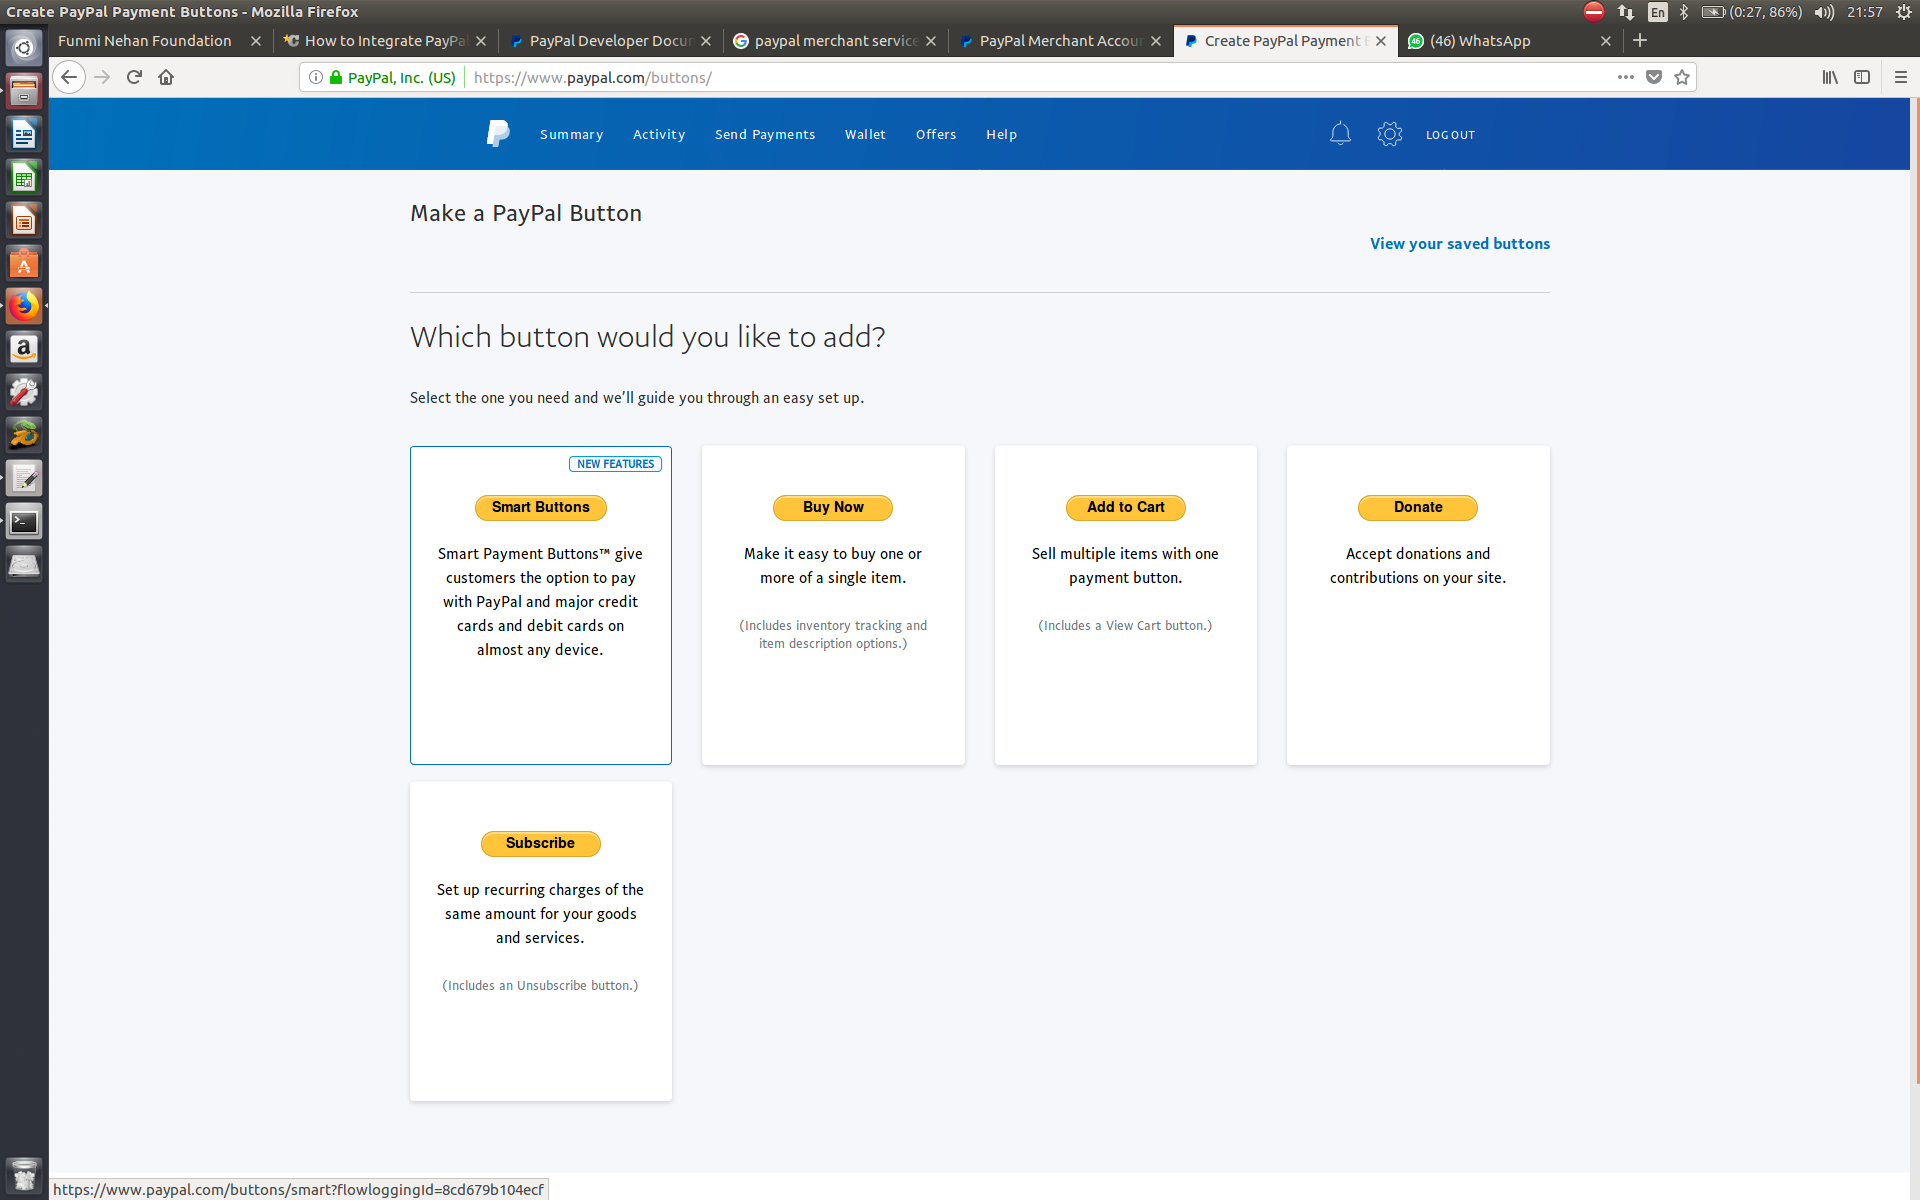 Create PayPal Payment Buttons - Mozilla Firefox
En
(0:27, 86%)
21:57
Funmi Nehan Foundation
How to Integrate PayPal
PayPal Developer Docu
paypal merchant service
PayPal Merchant Accou
Create PayPal Payment B
(46) WhatsApp
PayPal, Inc. (US)
https://www.paypal.com/buttons/
Summary
Activity
Send Payments
Wallet
Offers
Help
LOG OUT
Make a PayPal Button
View your saved buttons
Which button would you like to add?
Select the one you need and we'll guide you through an easy set up.
NEW FEATURES
Smart Buttons
Smart Payment Buttons™ give
customers the option to pay
with PayPal and major credit
cards and debit cards on
almost any device.
Buy Now
Make it easy to buy one or
more of a single item.
(Includes inventory tracking and
item description options.)
Add to Cart
Sell multiple items with one
payment button.
(Includes a View Cart button.)
Donate
Accept donations and
contributions on your site.
Subscribe
Set up recurring charges of the
same amount for your goods
and services.
(Includes an Unsubscribe button.)
https://www.paypal.com/buttons/smart?flowloggingId=8cd679b104ecf